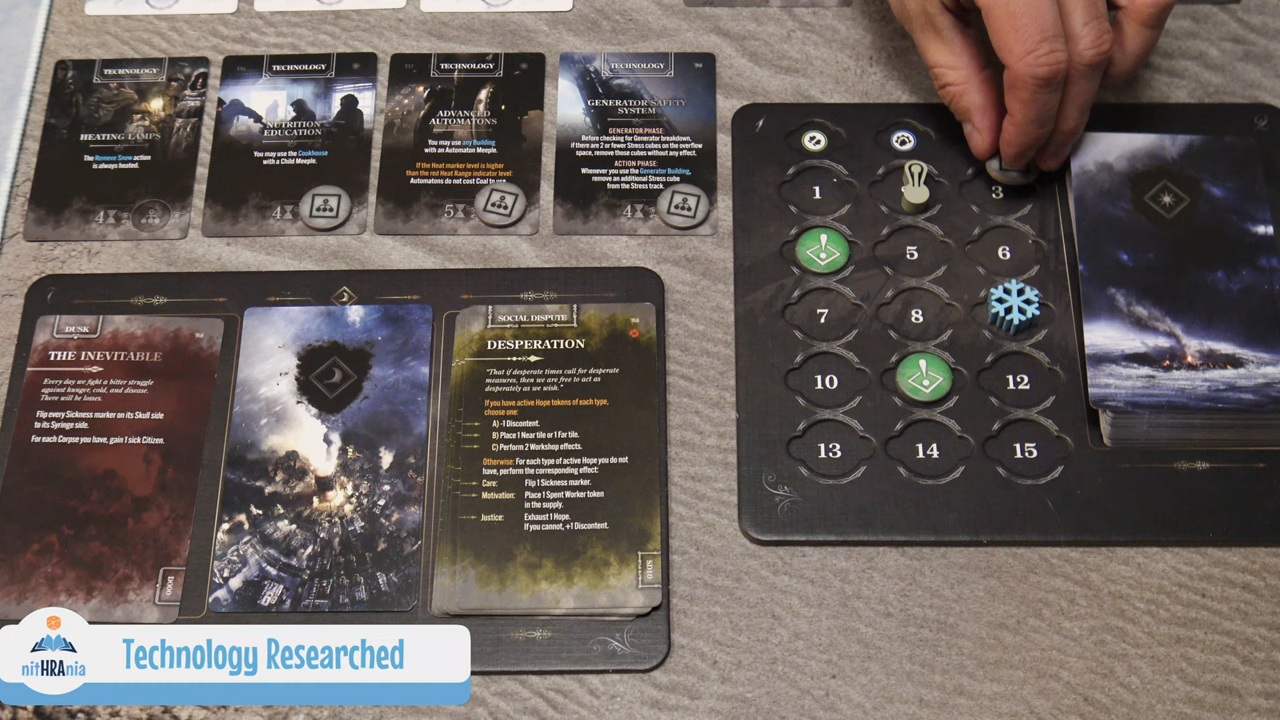 TECHNOLOGY
HEATING LAMPS
The Remove Snow action
is always heated.
4
TECHNOLOGY
NUTRITION
EDUCATION
You may use the Cookhouse
with a Child Meeple.
4
TECHNOLOGY
ADVANCED
AUTOMATONS
You may use any Building
with an Automaton Meeple.
If the Heat marker level is higher
than the red Heat Range indicator level:
Automatons do not cost Coal to use.
5
TECHNOLOGY
GENERATOR SAFETY
SYSTEM
GENERATOR PHASE:
Before checking for Generator breakdown,
if there are 2 or fewer Stress cubes on the overflow
space, remove those cubes without any effect.
ACTION PHASE:
Whenever you use the Generator Building,
remove an additional Stress cube
from the Stress track.
4
1
3
5
6
7
8
10
12
13
14
15
DUSK
THE INEVITABLE
Every day we fight a bitter struggle
against hunger, cold, and disease.
There will be losses.
Flip every Sickness marker on its Skull side
to its Syringe side.
For each Corpse you have, gain 1 sick Citizen.
SOCIAL DISPUTE
DESPERATION
"That if desperate times call for desperate
measures, then we are free to act as
desperately as we wish."
If you have active Hope tokens of each type,
choose one:
A) -1 Discontent.
B) Place 1 Near tile or 1 Far tile.
C) Perform 2 Workshop effects.
Otherwise: For each type of active Hope you do not
have, perform the corresponding effect:
Care: Flip 1 Sickness marker.
Motivation: Place 1 Spent Worker token
in the supply.
Justice: Exhaust 1 Hope.
If you cannot, +1 Discontent.
SD10
nitHRAnia
Technology Researched